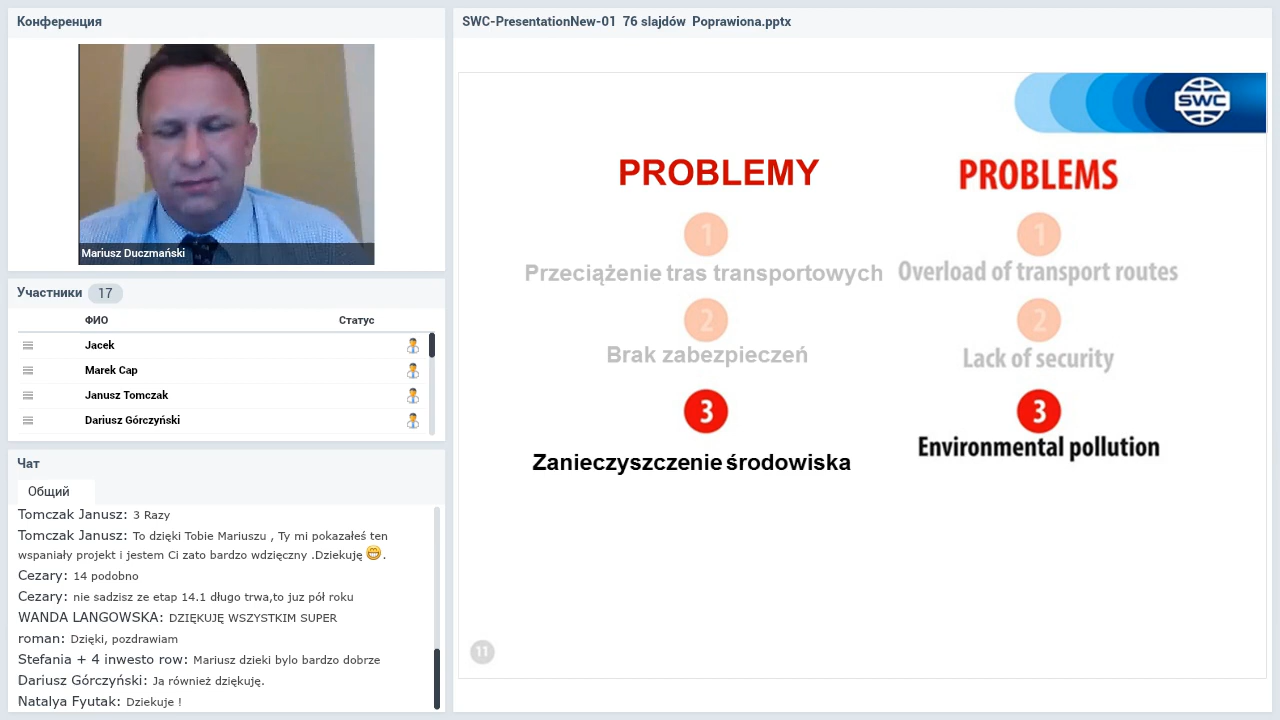 Конференция
Mariusz Duczmański
Участники 17
ФИО Статус
Jacek
Marek Cap
Janusz Tomczak
Dariusz Górczyński
Чат
Общий
Tomczak Janusz: 3 Razy
Tomczak Janusz: To dzięki Tobie Mariuszu , Ty mi pokazałeś ten
wspaniały projekt i jestem Ci zato bardzo wdzięczny .Dziekuję 😁.
Cezary: 14 podobno
Cezary: nie sadzisz ze etap 14.1 długo trwa,to juz pół roku
WANDA LANGOWSKA: DZIĘKUJĘ WSZYSTKIM SUPER
roman: Dzięki, pozdrawiam
Stefania + 4 inwesto row: Mariusz dzieki bylo bardzo dobrze
Dariusz Górczyński: Ja również dziękuję.
Natalya Fyutak: Dziekuje !
SWC-PresentationNew-01 76 slajdów Poprawiona.pptx
SWC
PROBLEMY
1
Przeciążenie tras transportowych
2
Brak zabezpieczeń
3
Zanieczyszczenie środowiska
PROBLEMS
1
Overload of transport routes
2
Lack of security
3
Environmental pollution
11